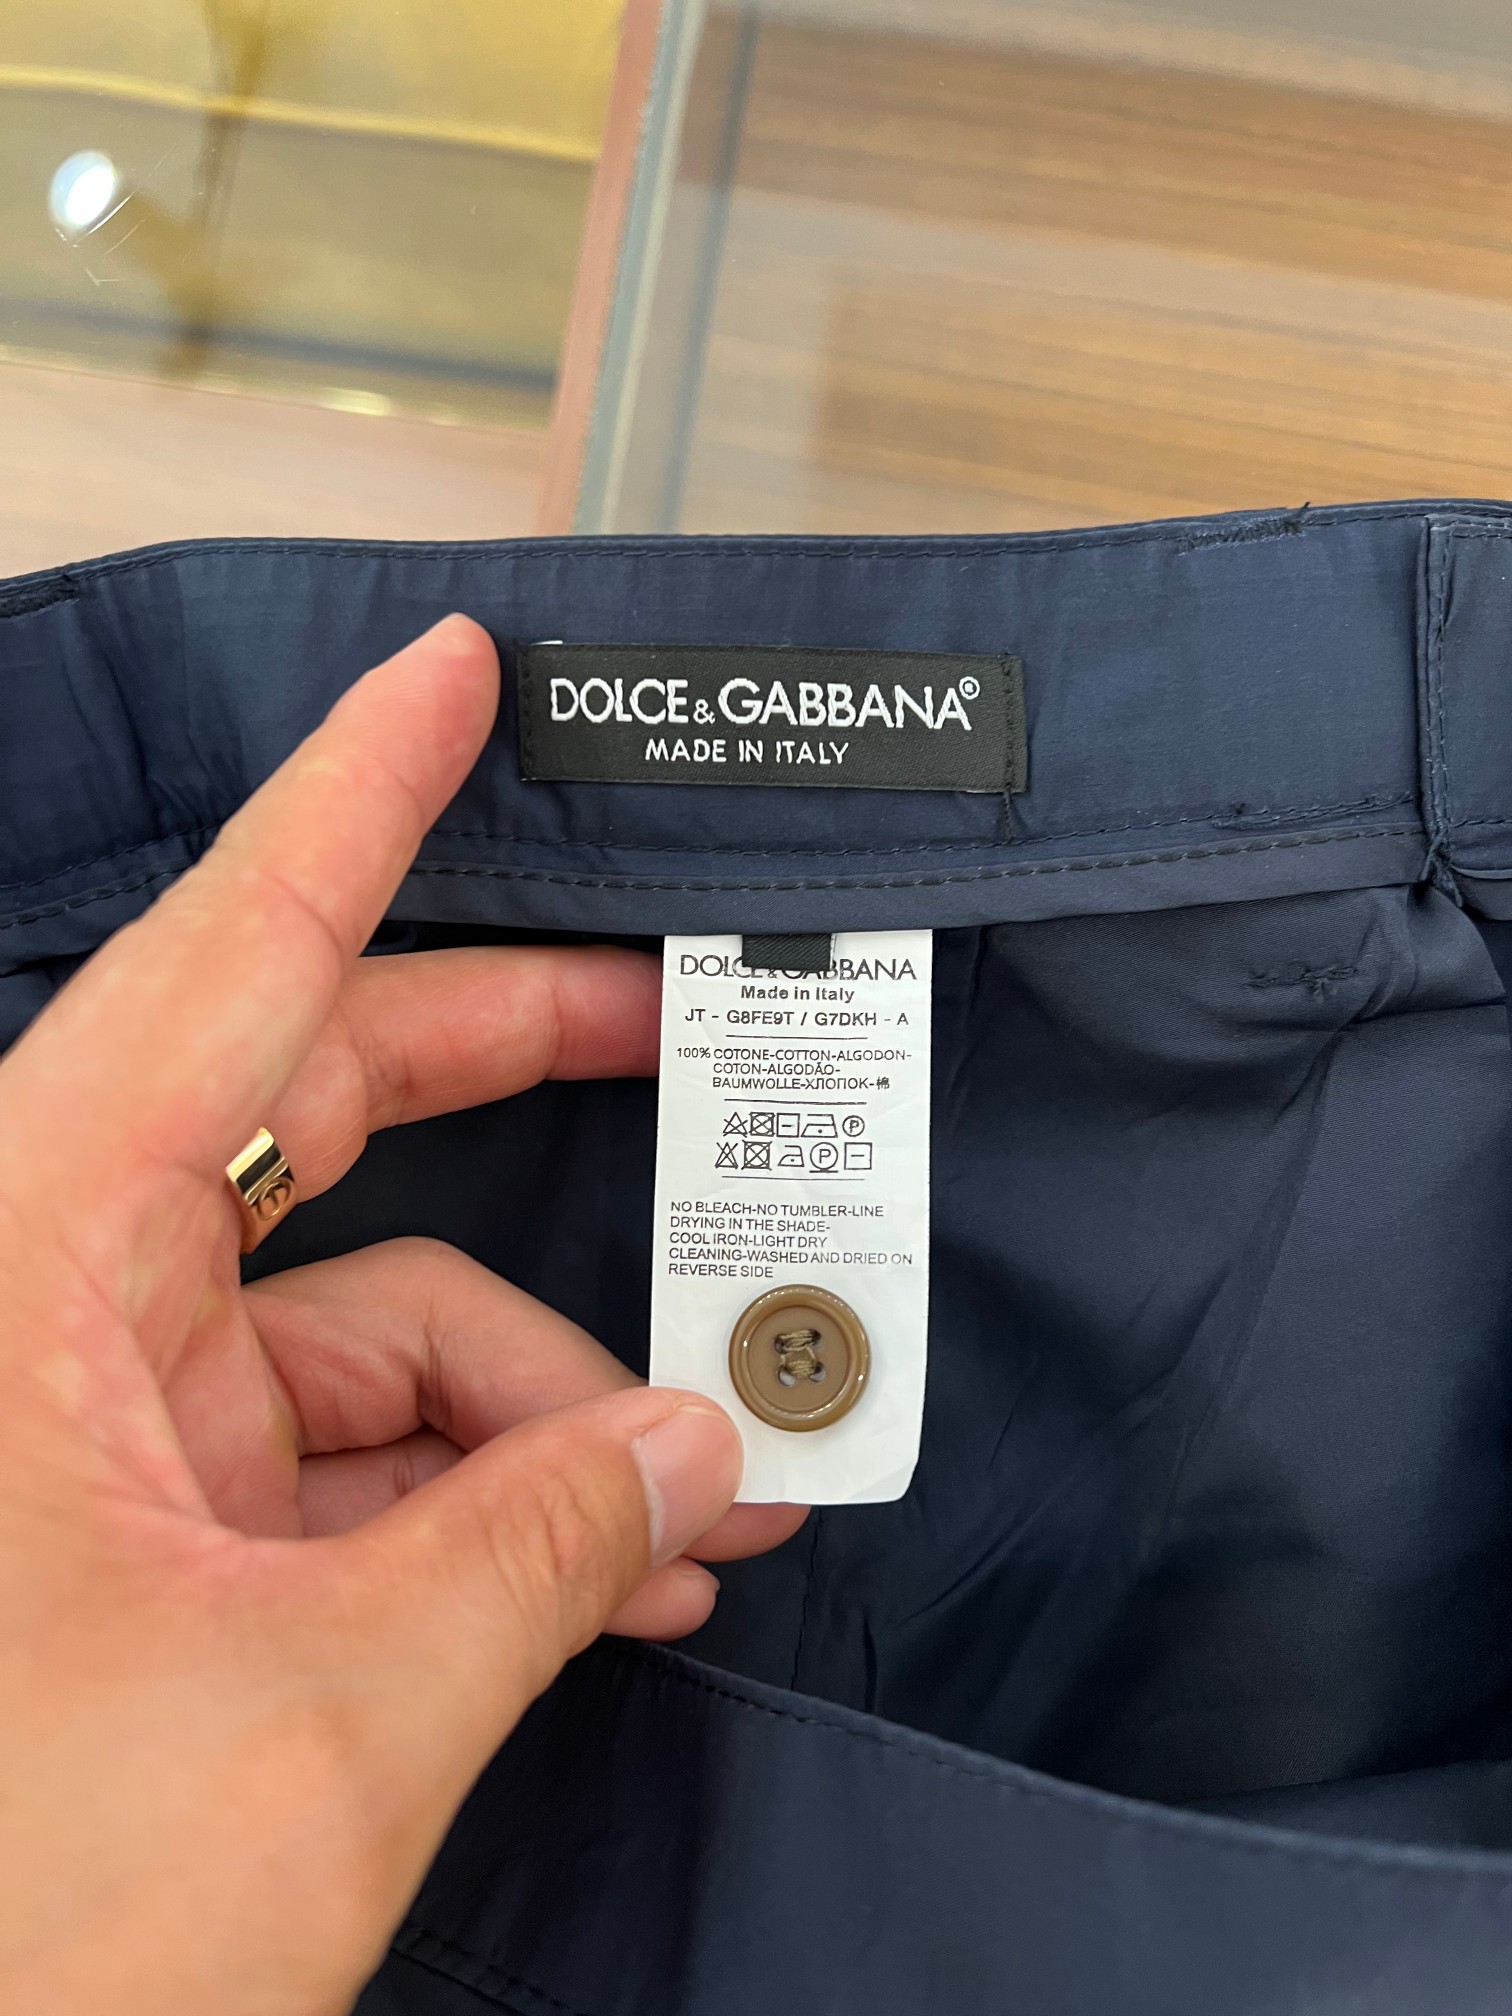 DOLCE&GABBANA®
MADE IN ITALY
DOLCE&GABBANA
Made in Italy
JT - G8FE9T / G7DKH - A
100% COTONE-COTTON-ALGODON-
COTON-ALGODÃO-
BAUMWOLLE-ХЛОПОК-棉
NO BLEACH-NO TUMBLER-LINE
DRYING IN THE SHADE-
COOL IRON-LIGHT DRY
CLEANING-WASHED AND DRIED ON
REVERSE SIDE